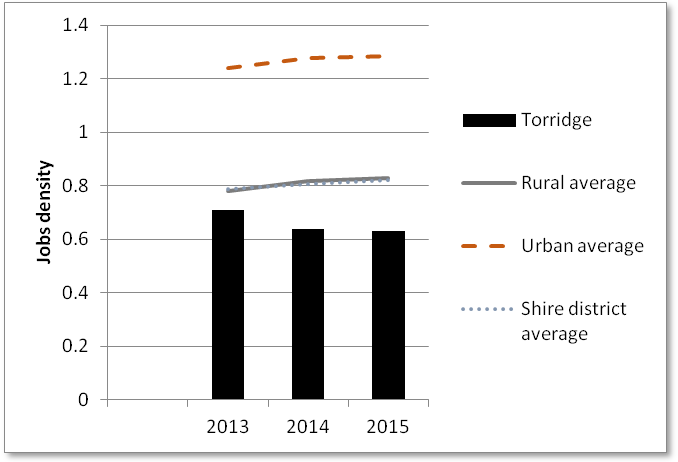 1.4
1.2
1
0.8
0.6
0.4
0.2
0
Jobs density
2013 2014 2015
Torridge
Rural average
Urban average
Shire district
average